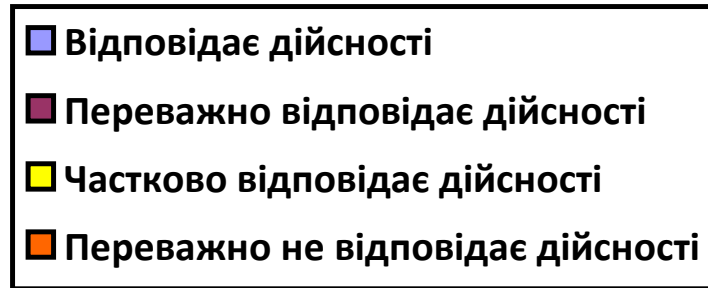 Відповідає дійсності
Переважно відповідає дійсності
Частково відповідає дійсності
Переважно не відповідає дійсності